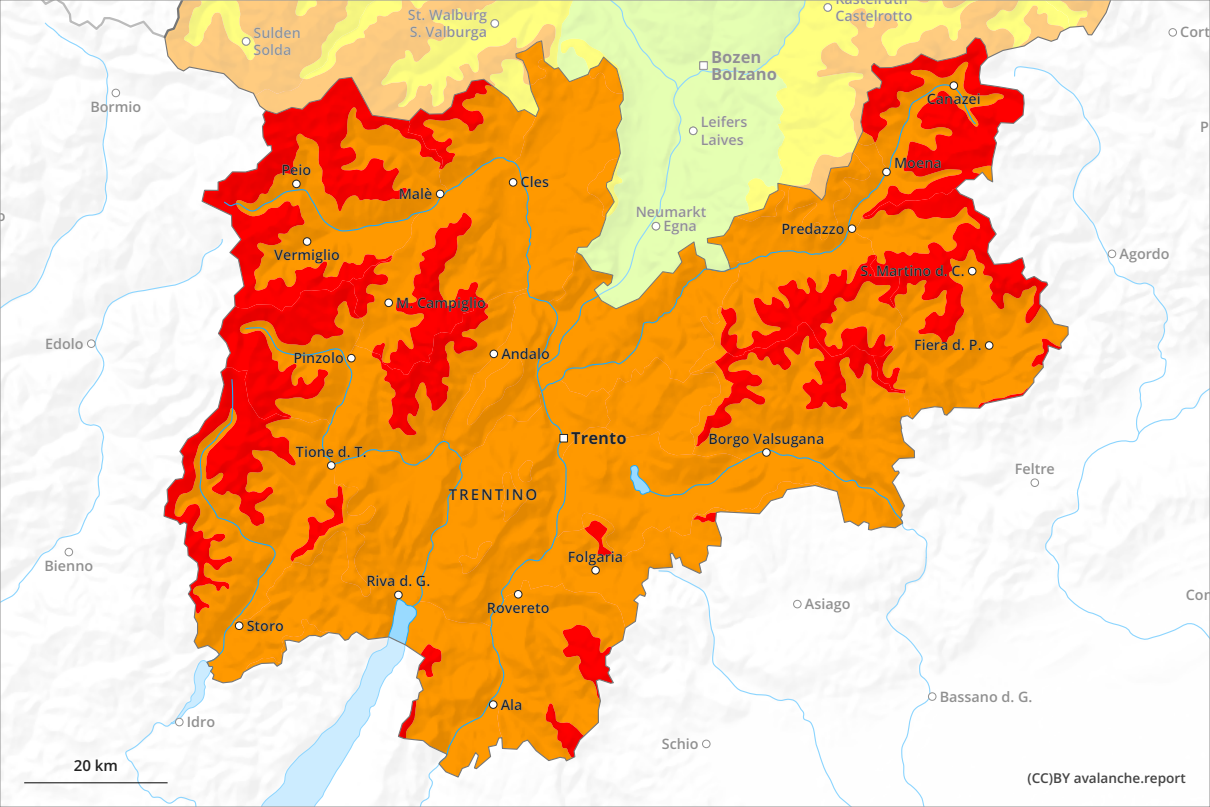 Kastelruth
Castelrotto
St. Walburg
S. Valburga
Sulden
Solda
Cort
Bozen
Bolzano
Bormio
Canazei
Leifers
Laives
P
Moena
Peio
Malè
Cles
Neumarkt
Egna
Predazzo
Vermiglio
Agordo
S. Martino d. C.
M. Campiglio
Edolo
Pinzolo
Andalo
Fiera d. P.
Trento
Borgo Valsugana
Tione d. T.
Feltre
TRENTINO
Bienno
Folgaria
Riva d. G.
Rovereto
Asiago
Cor
Storo
Bassano d. G.
Ala
Idro
Schio
20 km
(CC)BY avalanche.report